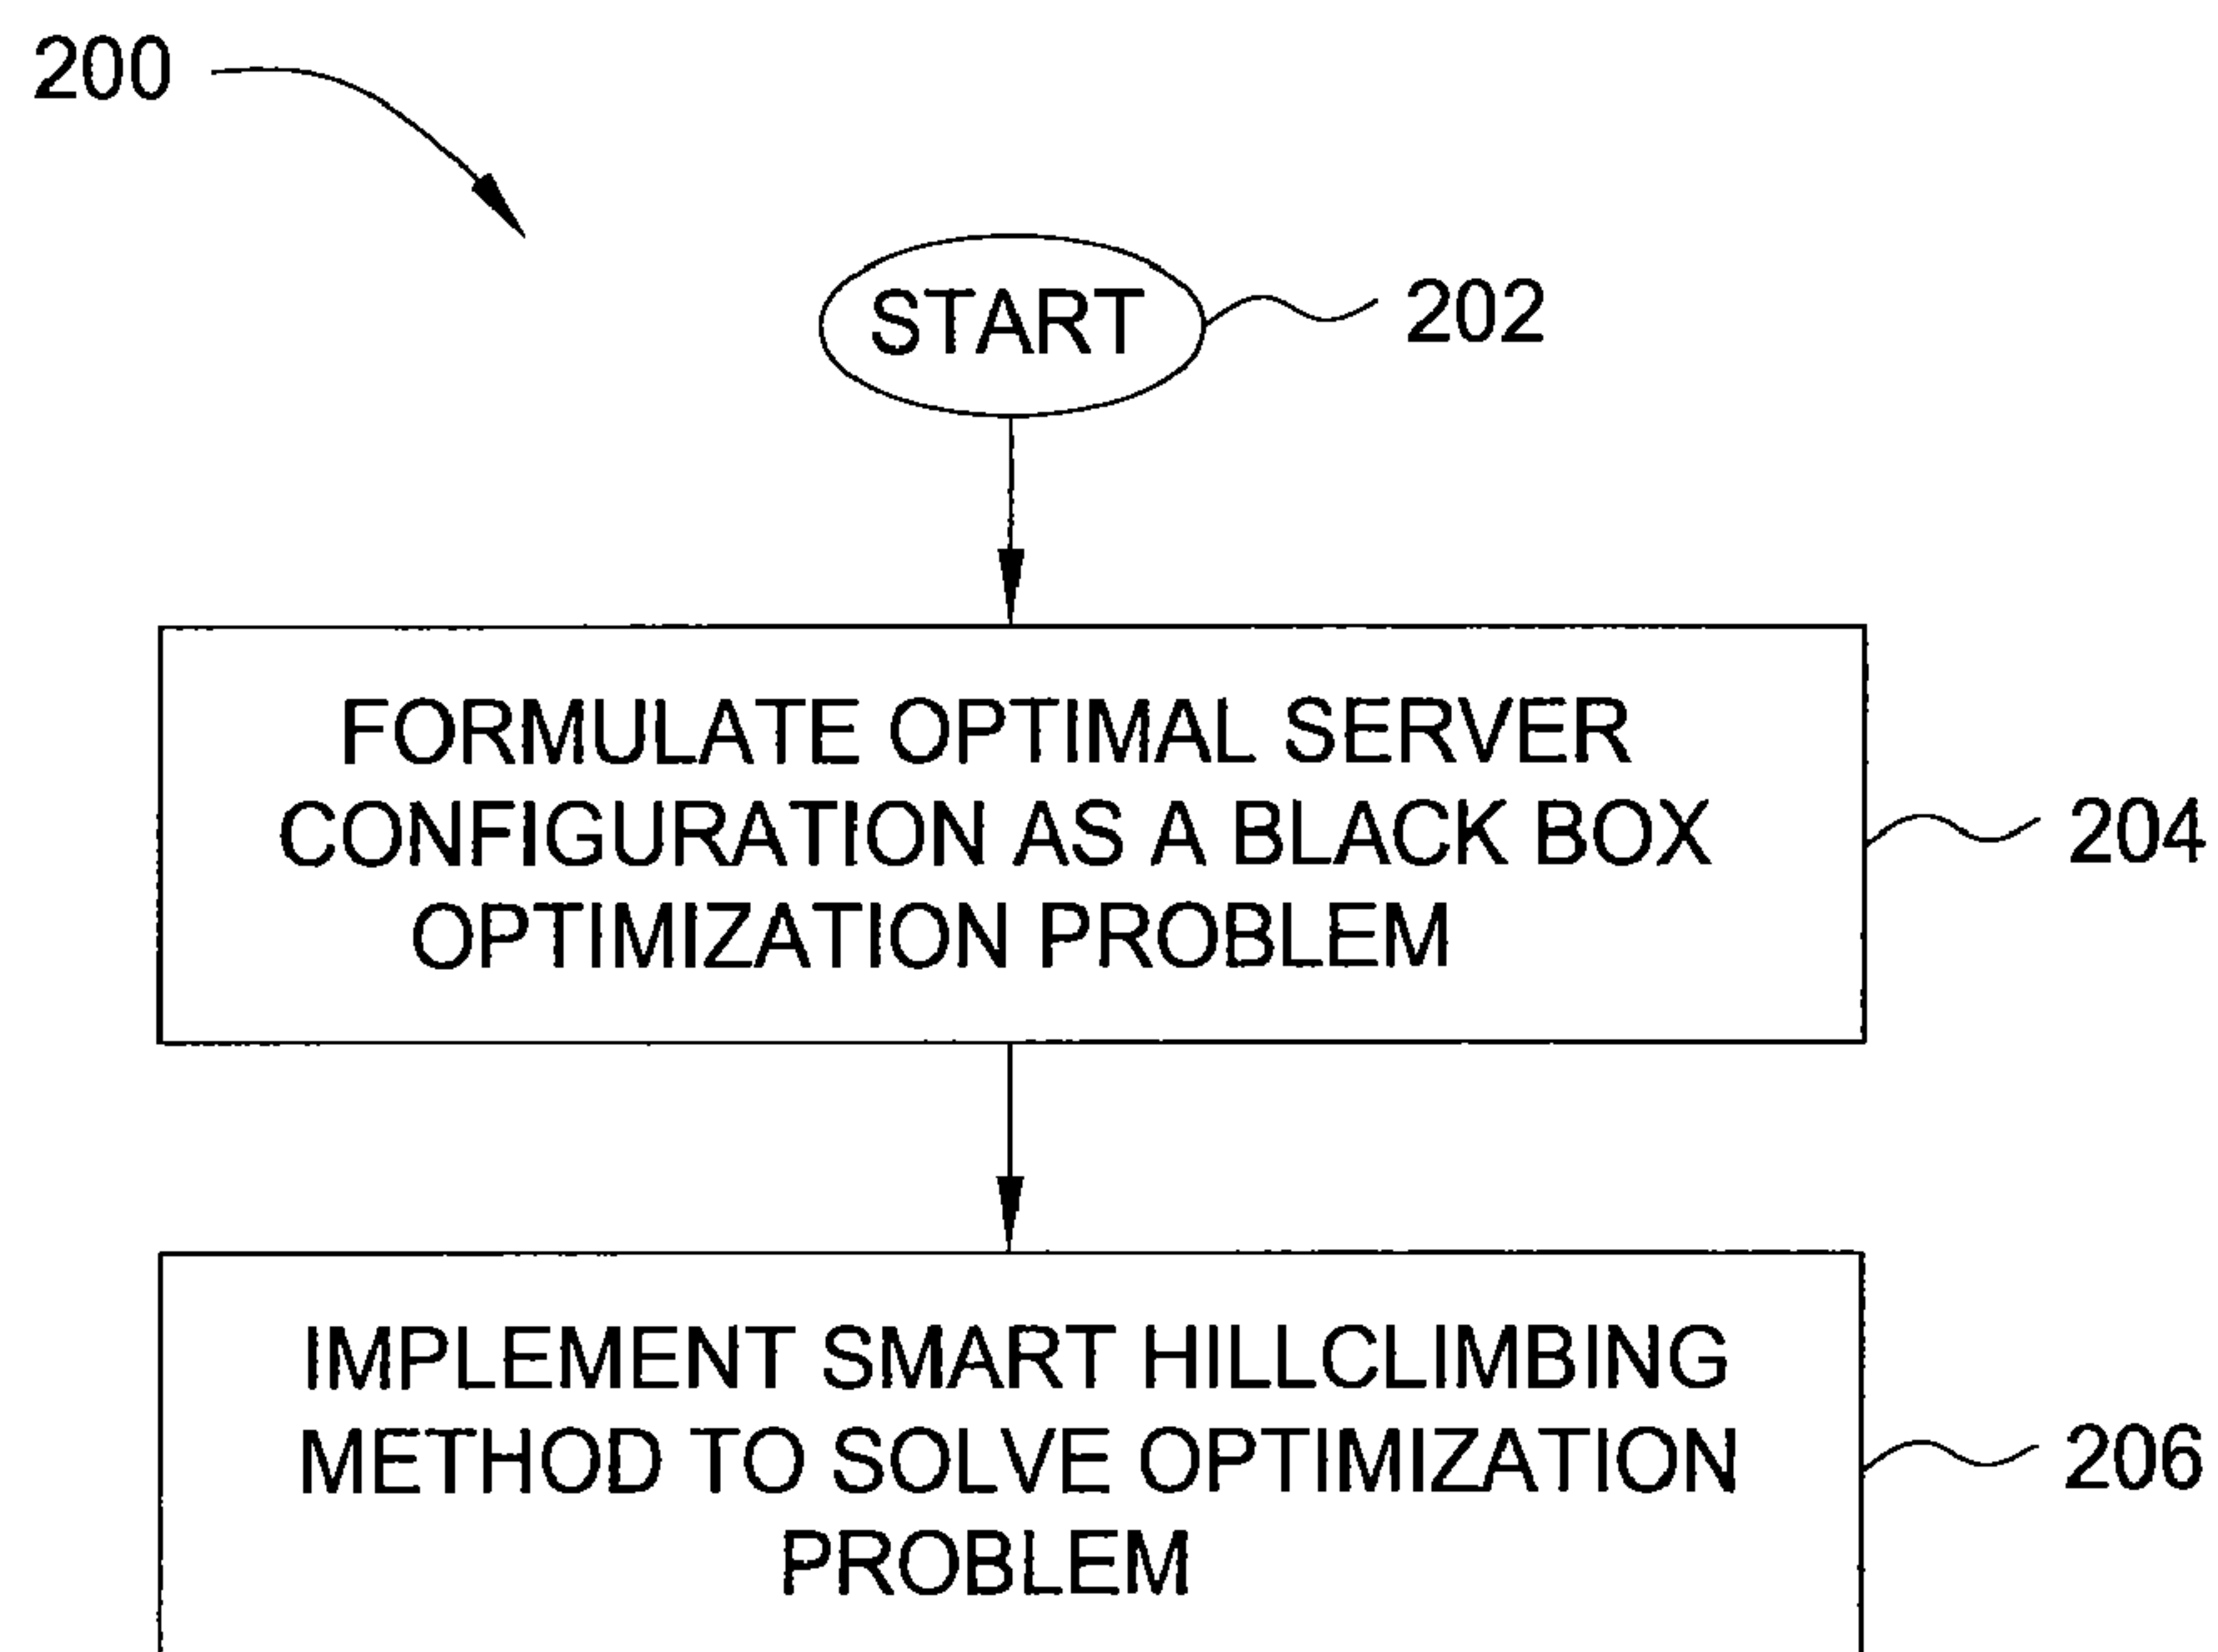 200
START
202
FORMULATE OPTIMAL SERVER
CONFIGURATION AS A BLACK BOX
OPTIMIZATION PROBLEM
204
IMPLEMENT SMART HILLCLIMBING
METHOD TO SOLVE OPTIMIZATION
PROBLEM
206